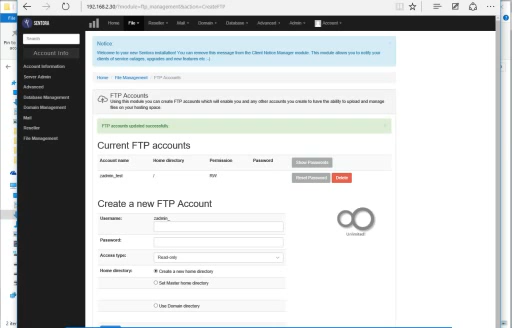 192.168.2.30/?module=ftp_management&action=CreateFTP
File
SENTORA
Home File Reseller Mail Domain Database Advanced Admin Account
Search
Account Info
Account Information
Server Admin
Advanced
Database Management
Domain Management
Mail
Reseller
File Management
Notice
Welcome to your new Sentora installation! You can remove this message from the Client Notice Manager module. This module allows you to notify your
clients of service outages, upgrades and new features etc :-)
Home / File Management / FTP Accounts
FTP Accounts
Using this module you can create FTP accounts which will enable you and any other accounts you create to have the ability to upload and manage
files on your hosting space.
FTP accounts updated successfully.
Current FTP accounts
Account name Home directory Permission Password Show Passwords
zadmin_test / RW Reset Password Delete
Create a new FTP Account
Username: zadmin_
Unlimited!
Password:
Access type: Read-only
Home directory: Create a new home directory
Set Master home directory
Use Domain directory